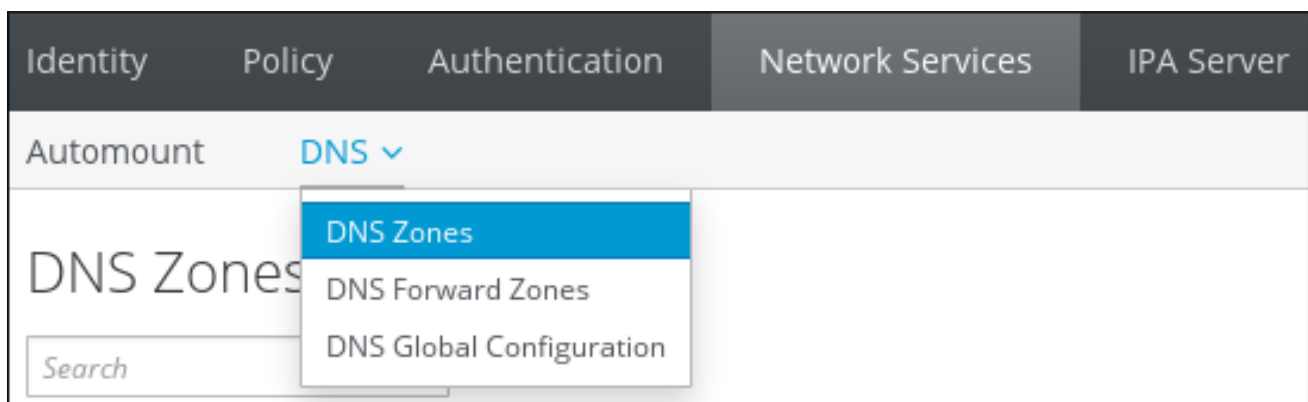 Identity Policy Authentication Network Services IPA Server
Automount DNS
DNS Zones
DNS Zones
DNS Forward Zones
DNS Global Configuration
Search